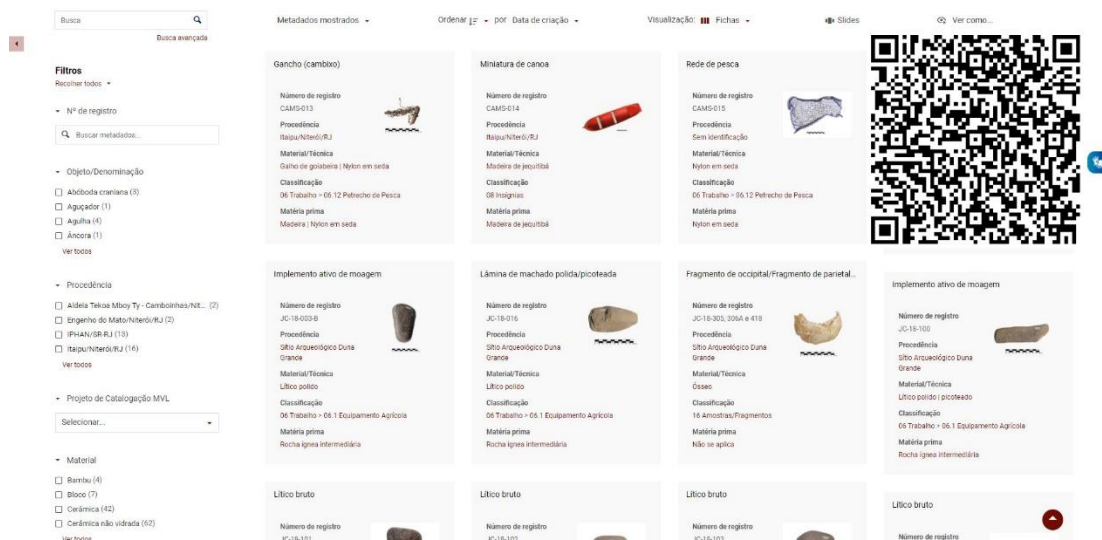 Busca
Busca avançada
Filtros
Recolher todos
Nº de registro
Buscar metadados...
Objeto/Denominação
Abóboda craniana (3)
Aguçador (1)
Agulha (4)
Âncora (1)
Ver todos
Procedência
Aldeia Tekoa Mboy Ty - Camboinhas/Nit... (2)
Engenho do Mato/Niterói/RJ (2)
IPHAN/SR-RJ (13)
Itaipu/Niterói/RJ (16)
Ver todos
Projeto de Catalogação MVL
Selecionar...
Material
Bambu (4)
Bloco (7)
Cerâmica (42)
Cerâmica não vidrada (62)
Ver todos
Metadados mostrados
Ordenar por Data de criação
Visualização: Fichas
Slides
Ver como...
Gancho (cambixo)
Número de registro
CAMS-013
Procedência
Itaipu/Niterói/RJ
Material/Técnica
Galho de goiabeira | Nylon em seda
Classificação
06 Trabalho > 06.12 Petrecho de Pesca
Matéria prima
Madeira | Nylon em seda
Miniatura de canoa
Número de registro
CAMS-014
Procedência
Itaipu/Niterói/RJ
Material/Técnica
Madeira de jequitibá
Classificação
08 Insígnias
Matéria prima
Madeira de jequitibá
Rede de pesca
Número de registro
CAMS-015
Procedência
Sem identificação
Material/Técnica
Nylon em seda
Classificação
06 Trabalho > 06.12 Petrecho de Pesca
Matéria prima
Nylon em seda
Implemento ativo de moagem
Número de registro
JC-18-003-B
Procedência
Sítio Arqueológico Duna
Grande
Material/Técnica
Lítico polido
Classificação
06 Trabalho > 06.1 Equipamento Agrícola
Matéria prima
Rocha ígnea intermediária
Lâmina de machado polida/picoteada
Número de registro
JC-18-016
Procedência
Sítio Arqueológico Duna
Grande
Material/Técnica
Lítico polido
Classificação
06 Trabalho > 06.1 Equipamento Agrícola
Matéria prima
Rocha ígnea intermediária
Fragmento de occipital/Fragmento de parietal...
Número de registro
JC-18-305, 306A e 418
Procedência
Sítio Arqueológico Duna
Grande
Material/Técnica
Ósseo
Classificação
16 Amostras/Fragmentos
Matéria prima
Não se aplica
Implemento ativo de moagem
Número de registro
JC-18-100
Procedência
Sítio Arqueológico Duna
Grande
Material/Técnica
Lítico polido | picoteado
Classificação
06 Trabalho > 06.1 Equipamento Agrícola
Matéria prima
Rocha ígnea intermediária
Lítico bruto
Número de registro
JC-18-101
Lítico bruto
Número de registro
JC-18-102
Lítico bruto
Número de registro
JC-18-103
Lítico bruto
Número de registro